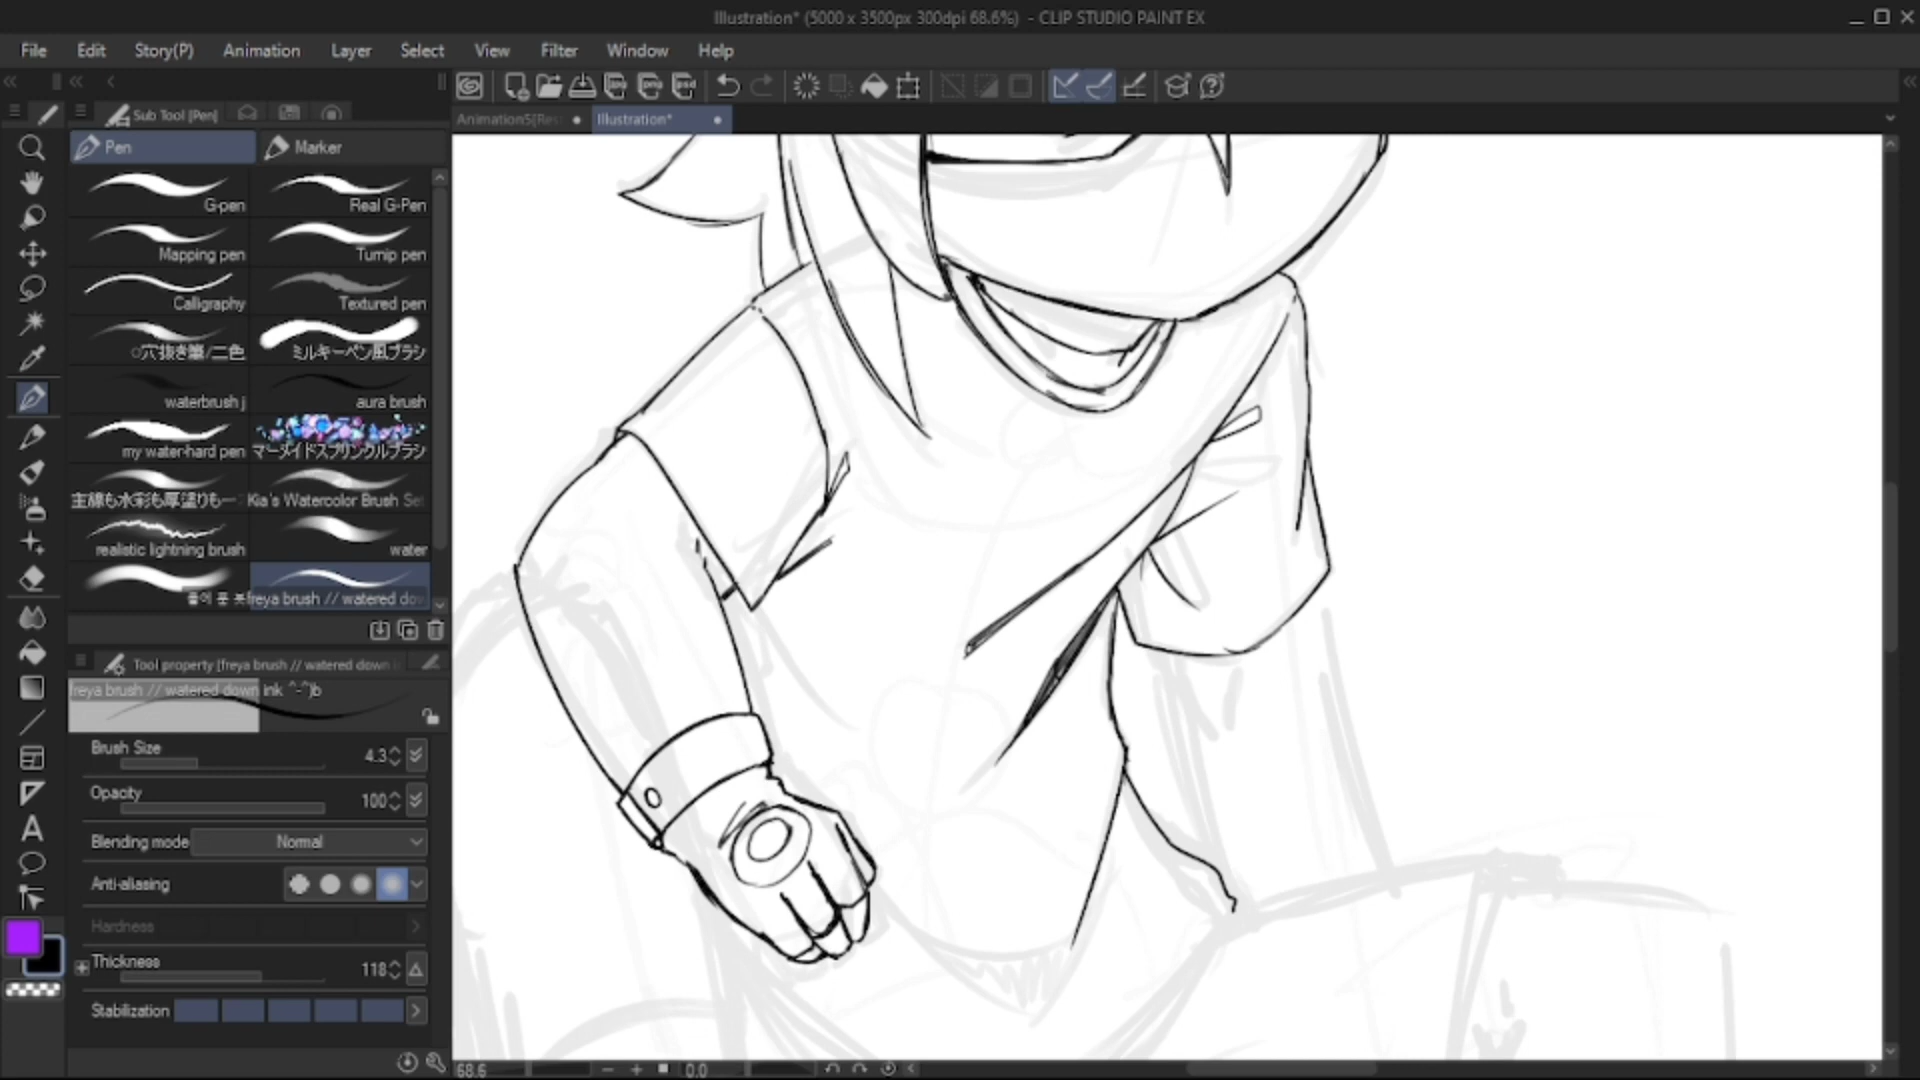 Illustration* (5000 x 3500px 300dpi 68.6%) - CLIP STUDIO PAINT EX
File Edit Story(P) Animation Layer Select View Filter Window Help
Sub Tool [Pen]
Animation5[Res
Illustration*
Pen
Marker
G-pen
Real G-Pen
Mapping pen
Turnip pen
Calligraphy
Textured pen
○穴抜き筆/二色
ミルキーペン風ブラシ
waterbrush j
aura brush
my water-hard pen
マーメイドスプリンクルブラシ
主線も水彩も厚塗りも一
Kia's Watercolor Brush Set
realistic lightning brush
water
freya brush // watered dow
Tool property [freya brush // watered down i
freya brush // watered down ink ^-^)b
Brush Size 4.3
Opacity 100
Blending mode Normal
Anti-aliasing
Hardness
Thickness 118
Stabilization
68.6
0.0